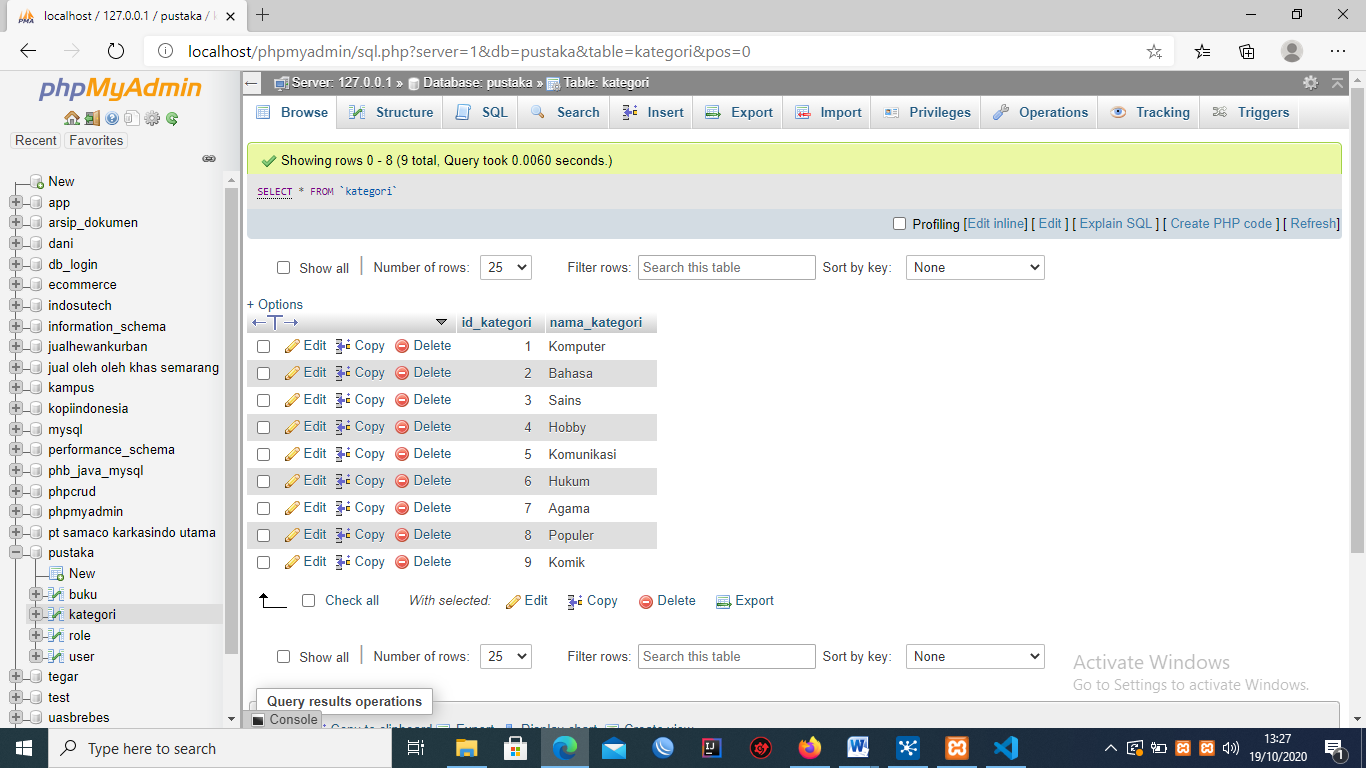 localhost / 127.0.0.1 / pustaka /
localhost/phpmyadmin/sql.php?server=1&db=pustaka&table=kategori&pos=0
phpMyAdmin
Recent Favorites
New
app
arsip_dokumen
dani
db_login
ecommerce
indosutech
information_schema
jualhewankurban
jual oleh oleh khas semarang
kampus
kopiindonesia
mysql
performance_schema
phb_java_mysql
phpcrud
phpmyadmin
pt samaco karkasindo utama
pustaka
New
buku
kategori
role
user
tegar
test
uasbrebes
Server: 127.0.0.1 » Database: pustaka » Table: kategori
Browse Structure SQL Search Insert Export Import Privileges Operations Tracking Triggers
Showing rows 0 - 8 (9 total, Query took 0.0060 seconds.)
SELECT * FROM `kategori`
Profiling [Edit inline] [ Edit ] [ Explain SQL ] [ Create PHP code ] [ Refresh]
Show all | Number of rows: 25 Filter rows: Search this table Sort by key: None
+ Options
←T→ id_kategori nama_kategori
Edit Copy Delete 1 Komputer
Edit Copy Delete 2 Bahasa
Edit Copy Delete 3 Sains
Edit Copy Delete 4 Hobby
Edit Copy Delete 5 Komunikasi
Edit Copy Delete 6 Hukum
Edit Copy Delete 7 Agama
Edit Copy Delete 8 Populer
Edit Copy Delete 9 Komik
Check all With selected: Edit Copy Delete Export
Show all | Number of rows: 25 Filter rows: Search this table Sort by key: None
Query results operations
Copy to clipboard Export Display chart Create view
Console
Activate Windows
Go to Settings to activate Windows.
Type here to search
13:27
19/10/2020
1